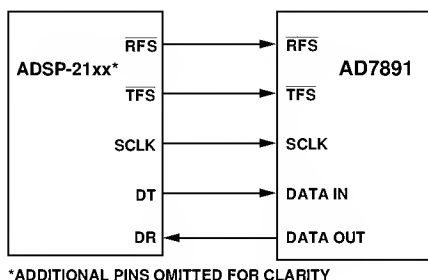 ADSP-21xx*
AD7891
RFS
RFS
TFS
TFS
SCLK
SCLK
DT
DATA IN
DR
DATA OUT
*ADDITIONAL PINS OMITTED FOR CLARITY